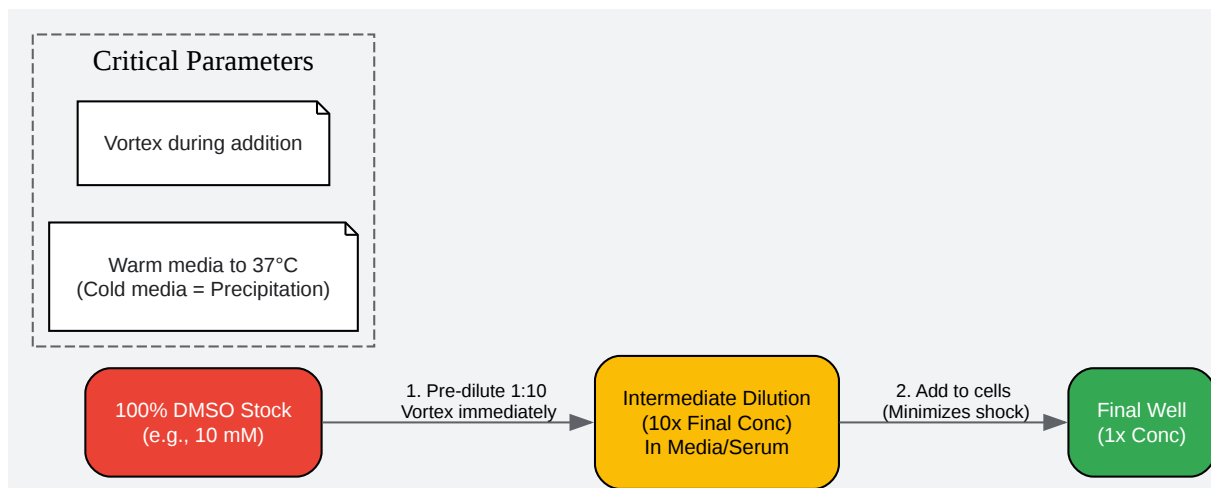 Critical Parameters
Vortex during addition
Warm media to 37°C
(Cold media = Precipitation)
100% DMSO Stock
(e.g., 10 mM)
1. Pre-dilute 1:10
Vortex immediately
Intermediate Dilution
(10x Final Conc)
In Media/Serum
2. Add to cells
(Minimizes shock)
Final Well
(1x Conc)